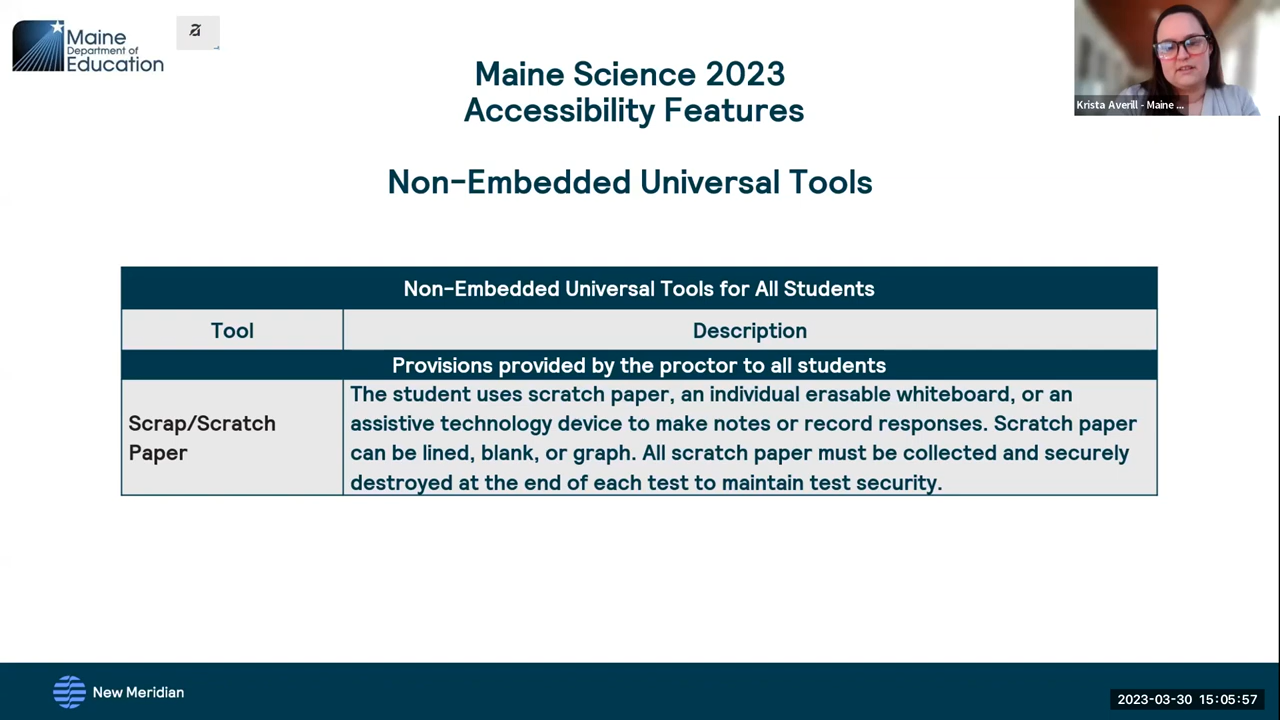 Maine
Department of
Education
Maine Science 2023
Accessibility Features
Krista Averill - Maine ...
Non-Embedded Universal Tools
Non-Embedded Universal Tools for All Students
Tool Description
Provisions provided by the proctor to all students
Scrap/Scratch
Paper
The student uses scratch paper, an individual erasable whiteboard, or an
assistive technology device to make notes or record responses. Scratch paper
can be lined, blank, or graph. All scratch paper must be collected and securely
destroyed at the end of each test to maintain test security.
New Meridian
2023-03-30 15:05:57